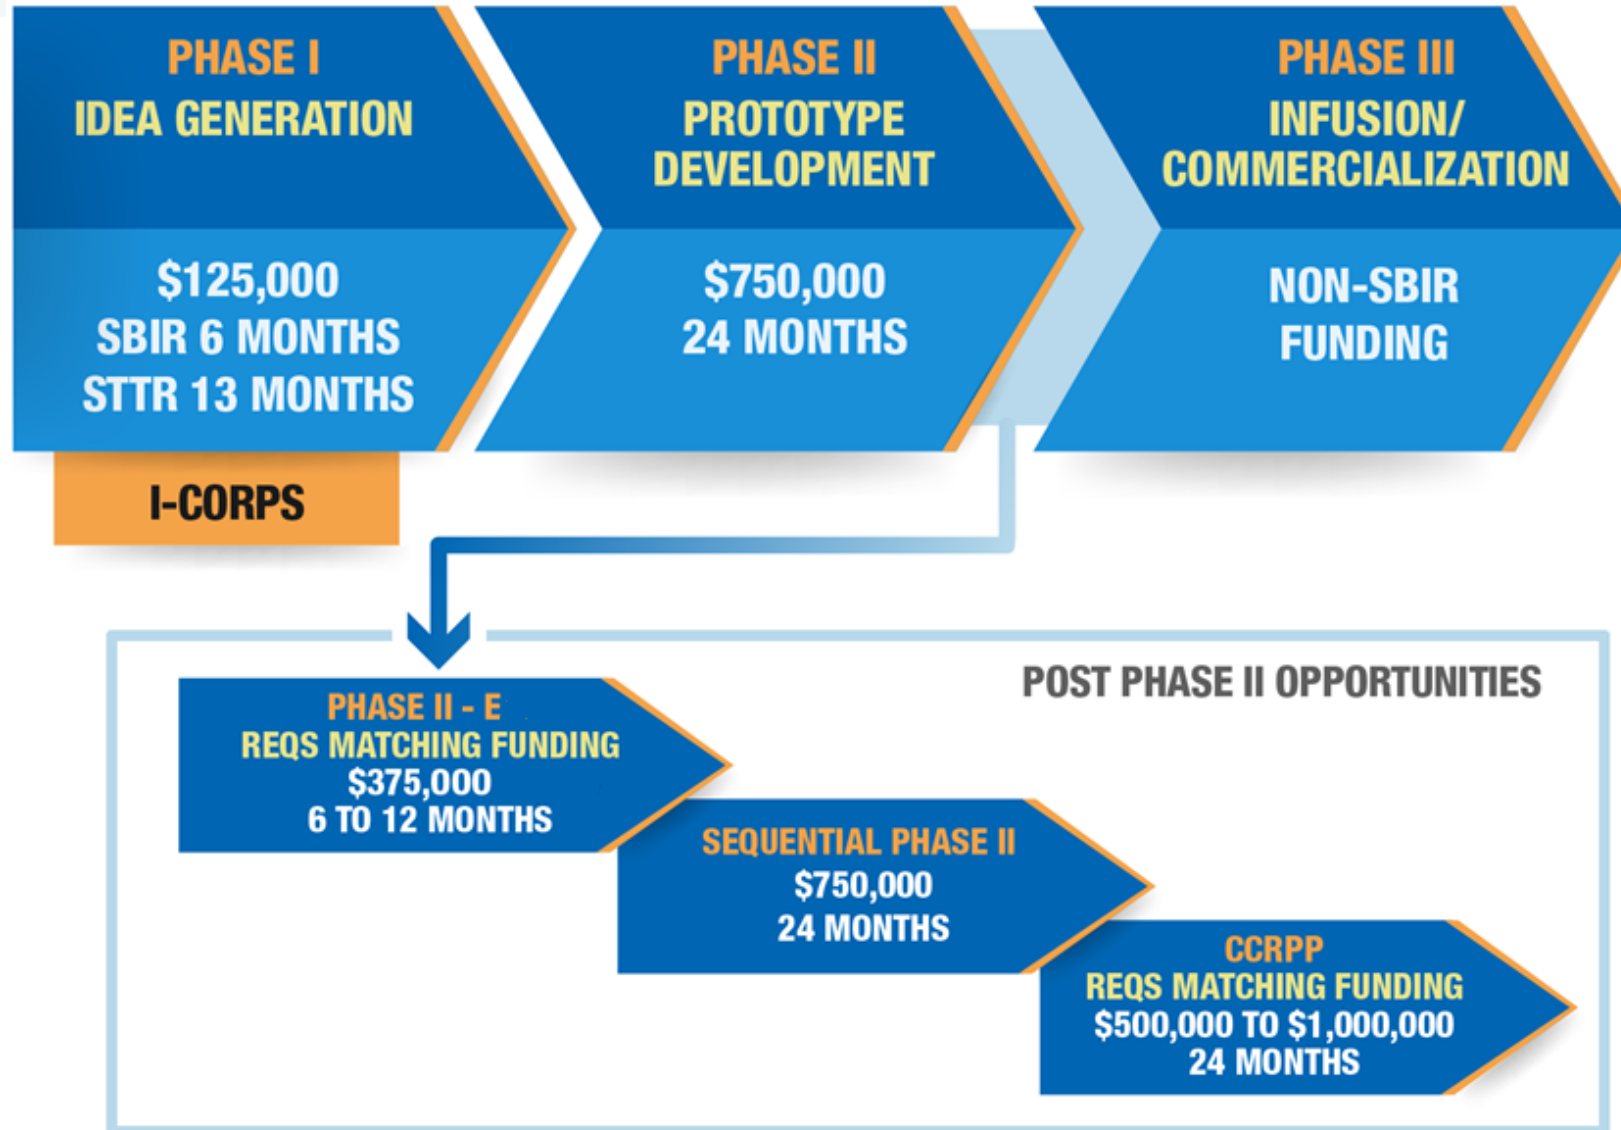 PHASE I
IDEA GENERATION
$125,000
SBIR 6 MONTHS
STTR 13 MONTHS
I-CORPS
PHASE II
PROTOTYPE
DEVELOPMENT
$750,000
24 MONTHS
PHASE III
INFUSION/
COMMERCIALIZATION
NON-SBIR
FUNDING
POST PHASE II OPPORTUNITIES
PHASE II - E
REQS MATCHING FUNDING
$375,000
6 TO 12 MONTHS
SEQUENTIAL PHASE II
$750,000
24 MONTHS
CCRPP
REQS MATCHING FUNDING
$500,000 TO $1,000,000
24 MONTHS